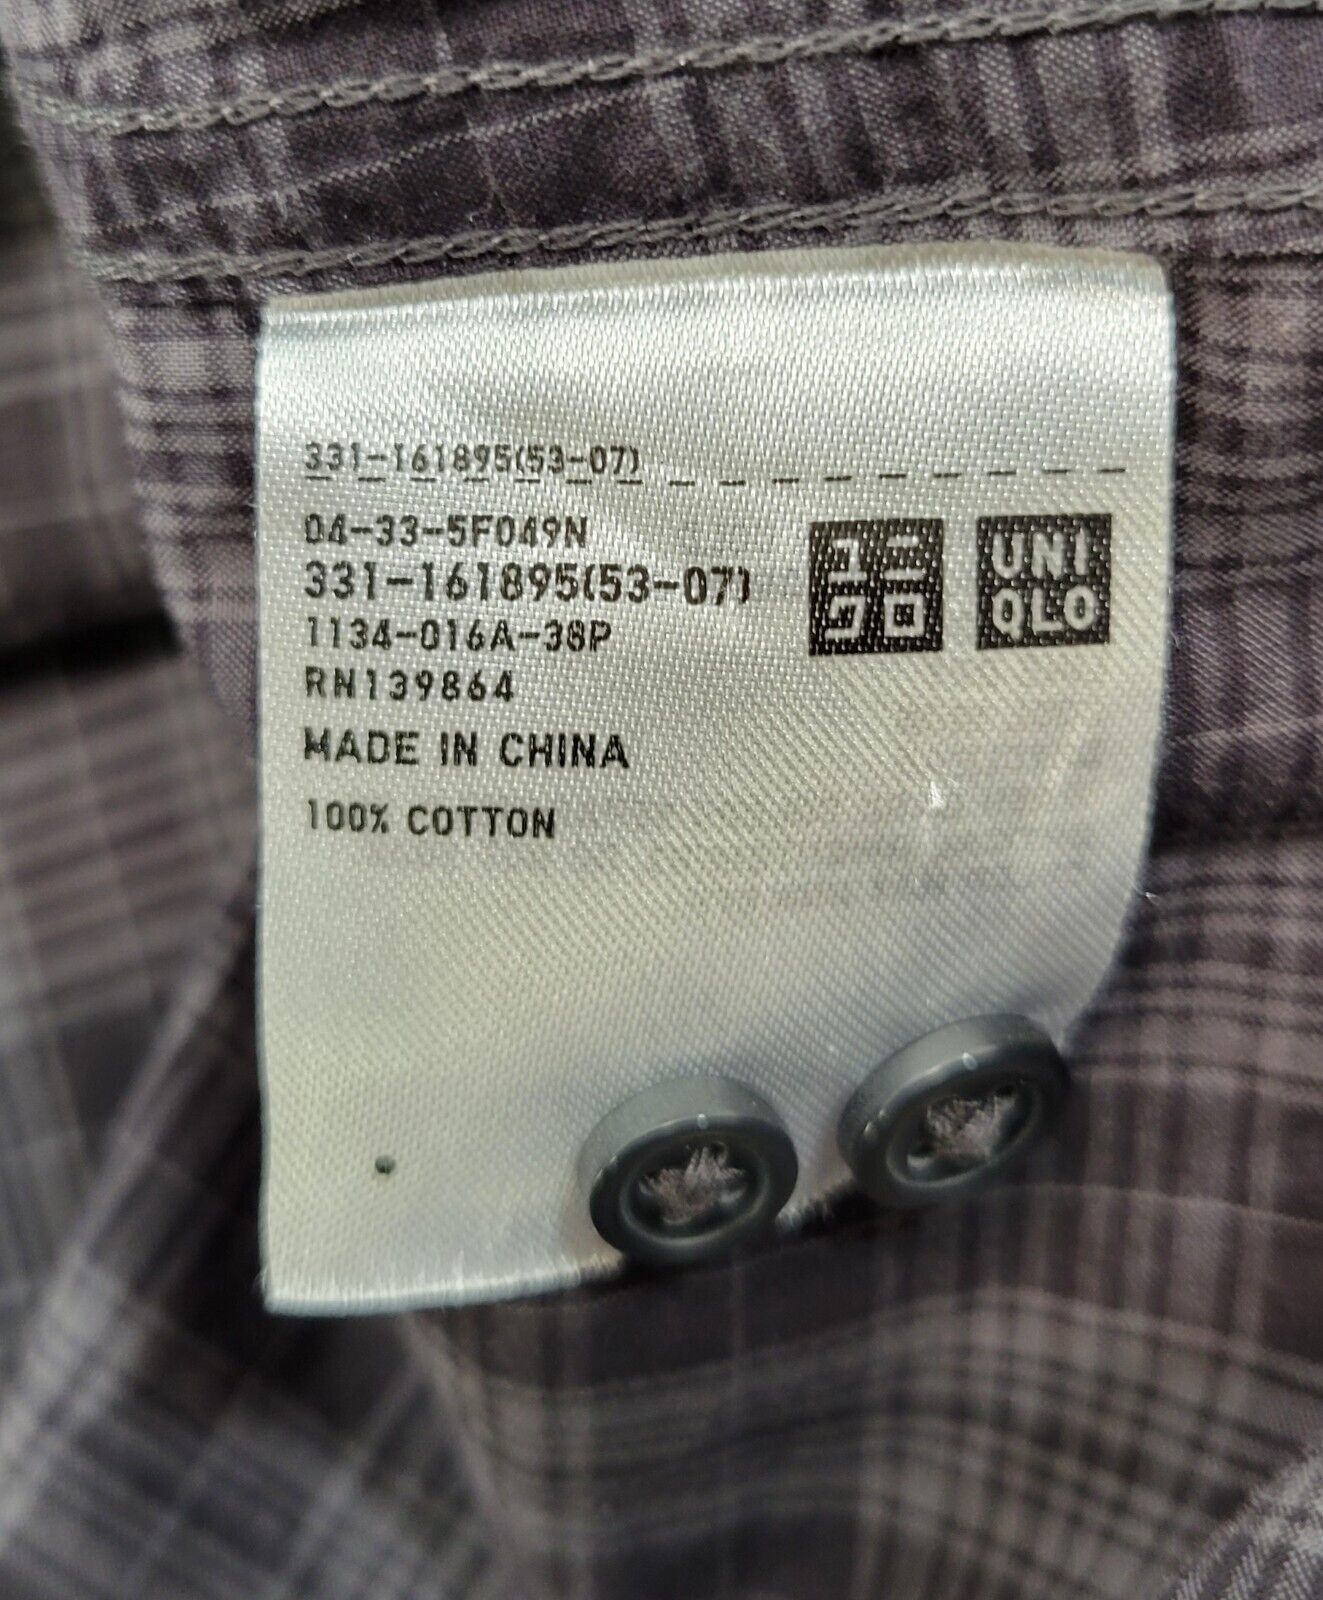 331-161895(53-07)
04-33-5F049N
331-161895(53-07)
1134-016A-38P
RN139864
MADE IN CHINA
100% COTTON
ユニ
クロ
UNI
QLO